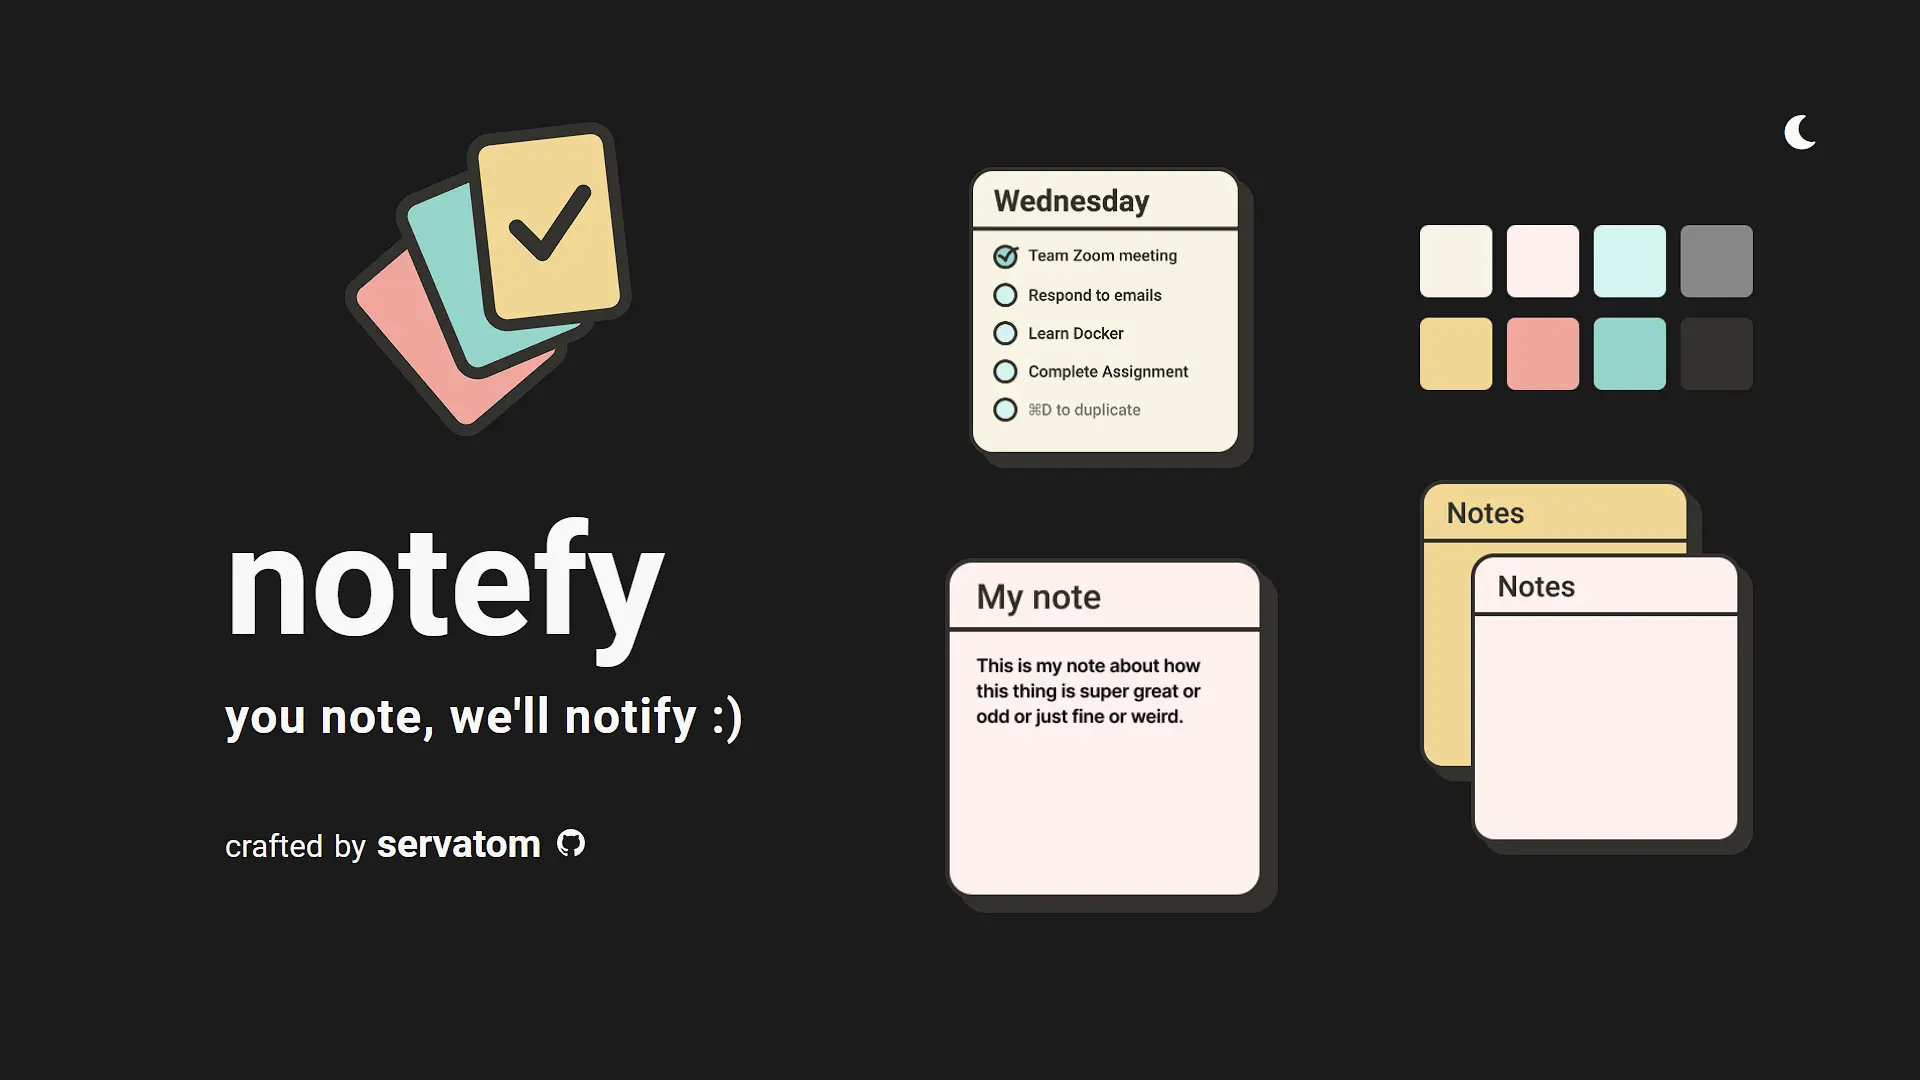 notefy
you note, we'll notify :)
crafted by servatom
Wednesday
Team Zoom meeting
Respond to emails
Learn Docker
Complete Assignment
⌘D to duplicate
My note
This is my note about how
this thing is super great or
odd or just fine or weird.
Notes
Notes